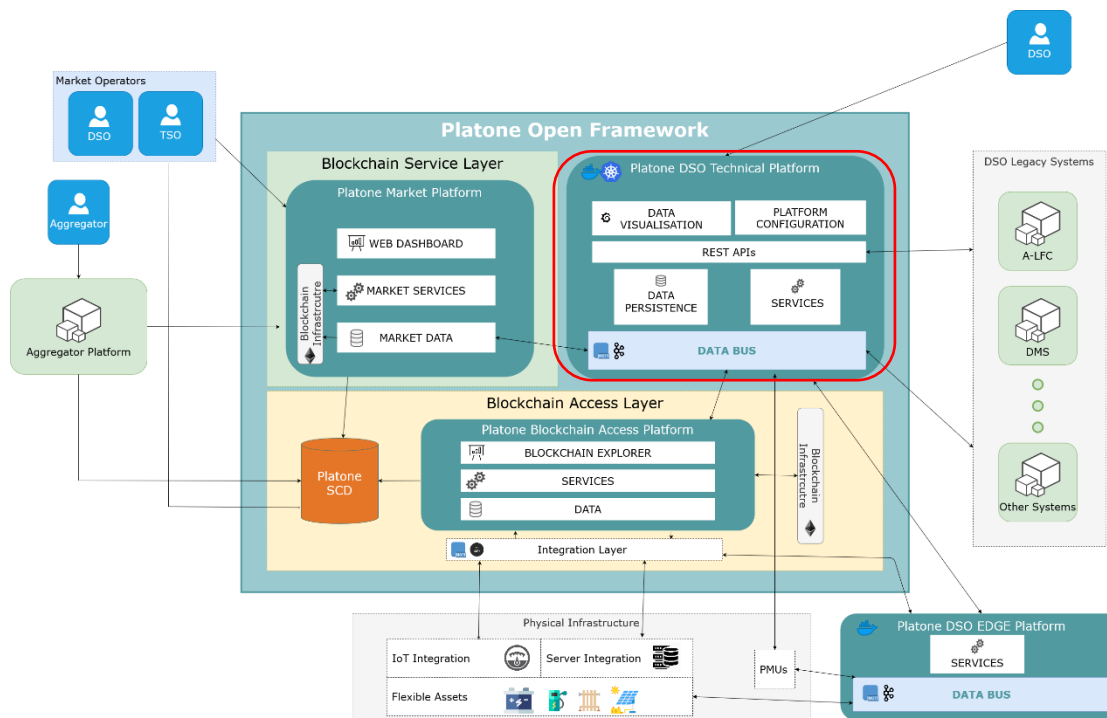 DSO
Market Operators
DSO
TSO
Platone Open Framework
Blockchain Service Layer
Platone Market Platform
WEB DASHBOARD
MARKET SERVICES
MARKET DATA
Blockchain
Infrastrcutre
Platone DSO Technical Platform
DATA
VISUALISATION
PLATFORM
CONFIGURATION
REST APIs
DATA
PERSISTENCE
SERVICES
DATA BUS
DSO Legacy Systems
A-LFC
DMS
Other Systems
Aggregator
Aggregator Platform
Blockchain Access Layer
Platone
SCD
Platone Blockchain Access Platform
BLOCKCHAIN EXPLORER
SERVICES
DATA
Blockchain
Infrastrcutre
Integration Layer
Physical Infrastructure
IoT Integration
Server Integration
Flexible Assets
PMUs
Platone DSO EDGE Platform
SERVICES
DATA BUS